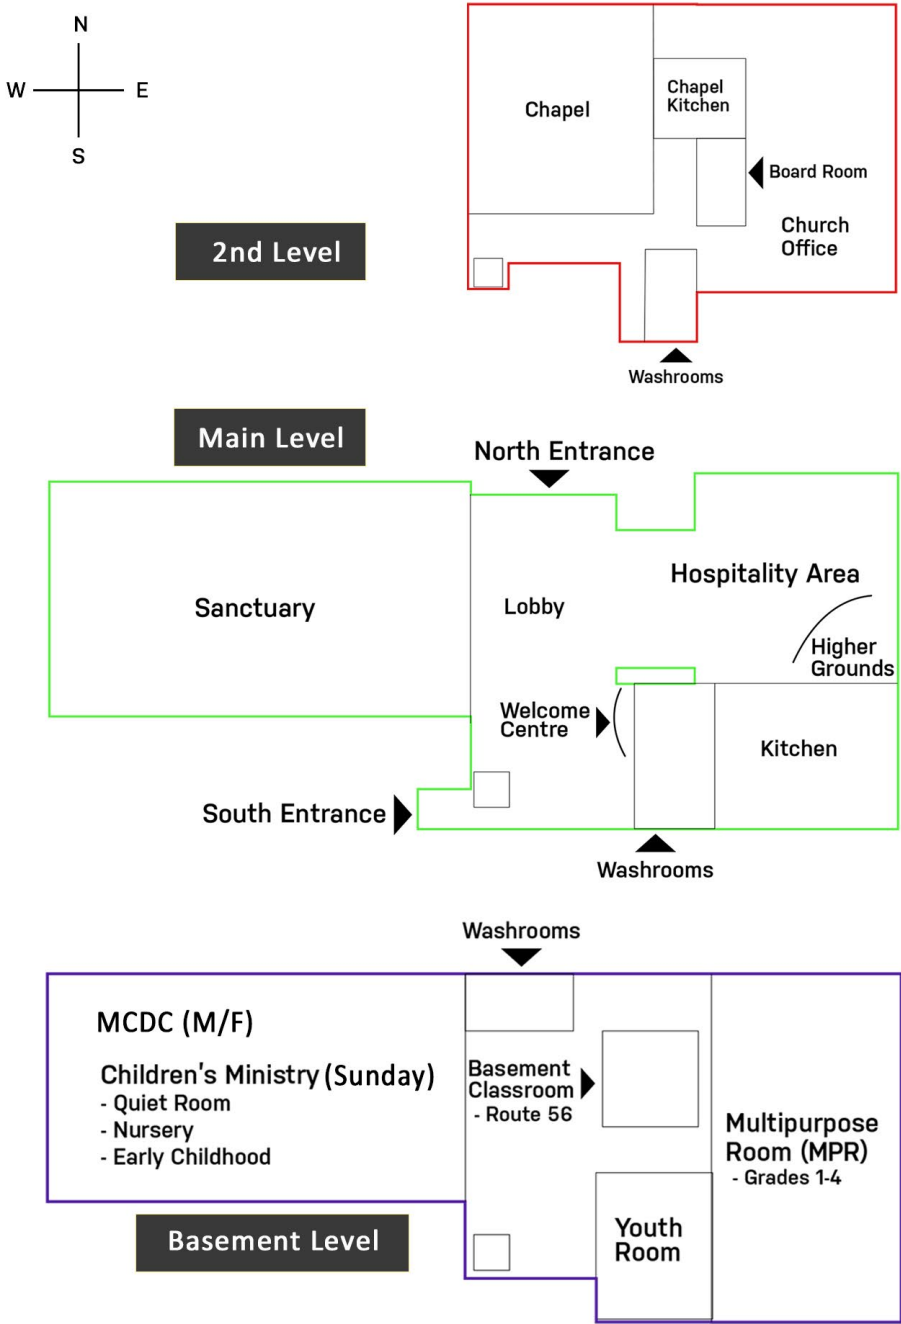 N
W E
S
Chapel
Chapel
Kitchen
Board Room
Church
Office
2nd Level
Washrooms
Main Level
North Entrance
Hospitality Area
Sanctuary
Lobby
Higher
Grounds
Welcome
Centre
Kitchen
South Entrance
Washrooms
Washrooms
MCDC (M/F)
Children's Ministry (Sunday)
- Quiet Room
- Nursery
- Early Childhood
Basement
Classroom
- Route 56
Multipurpose
Room (MPR)
- Grades 1-4
Youth
Room
Basement Level